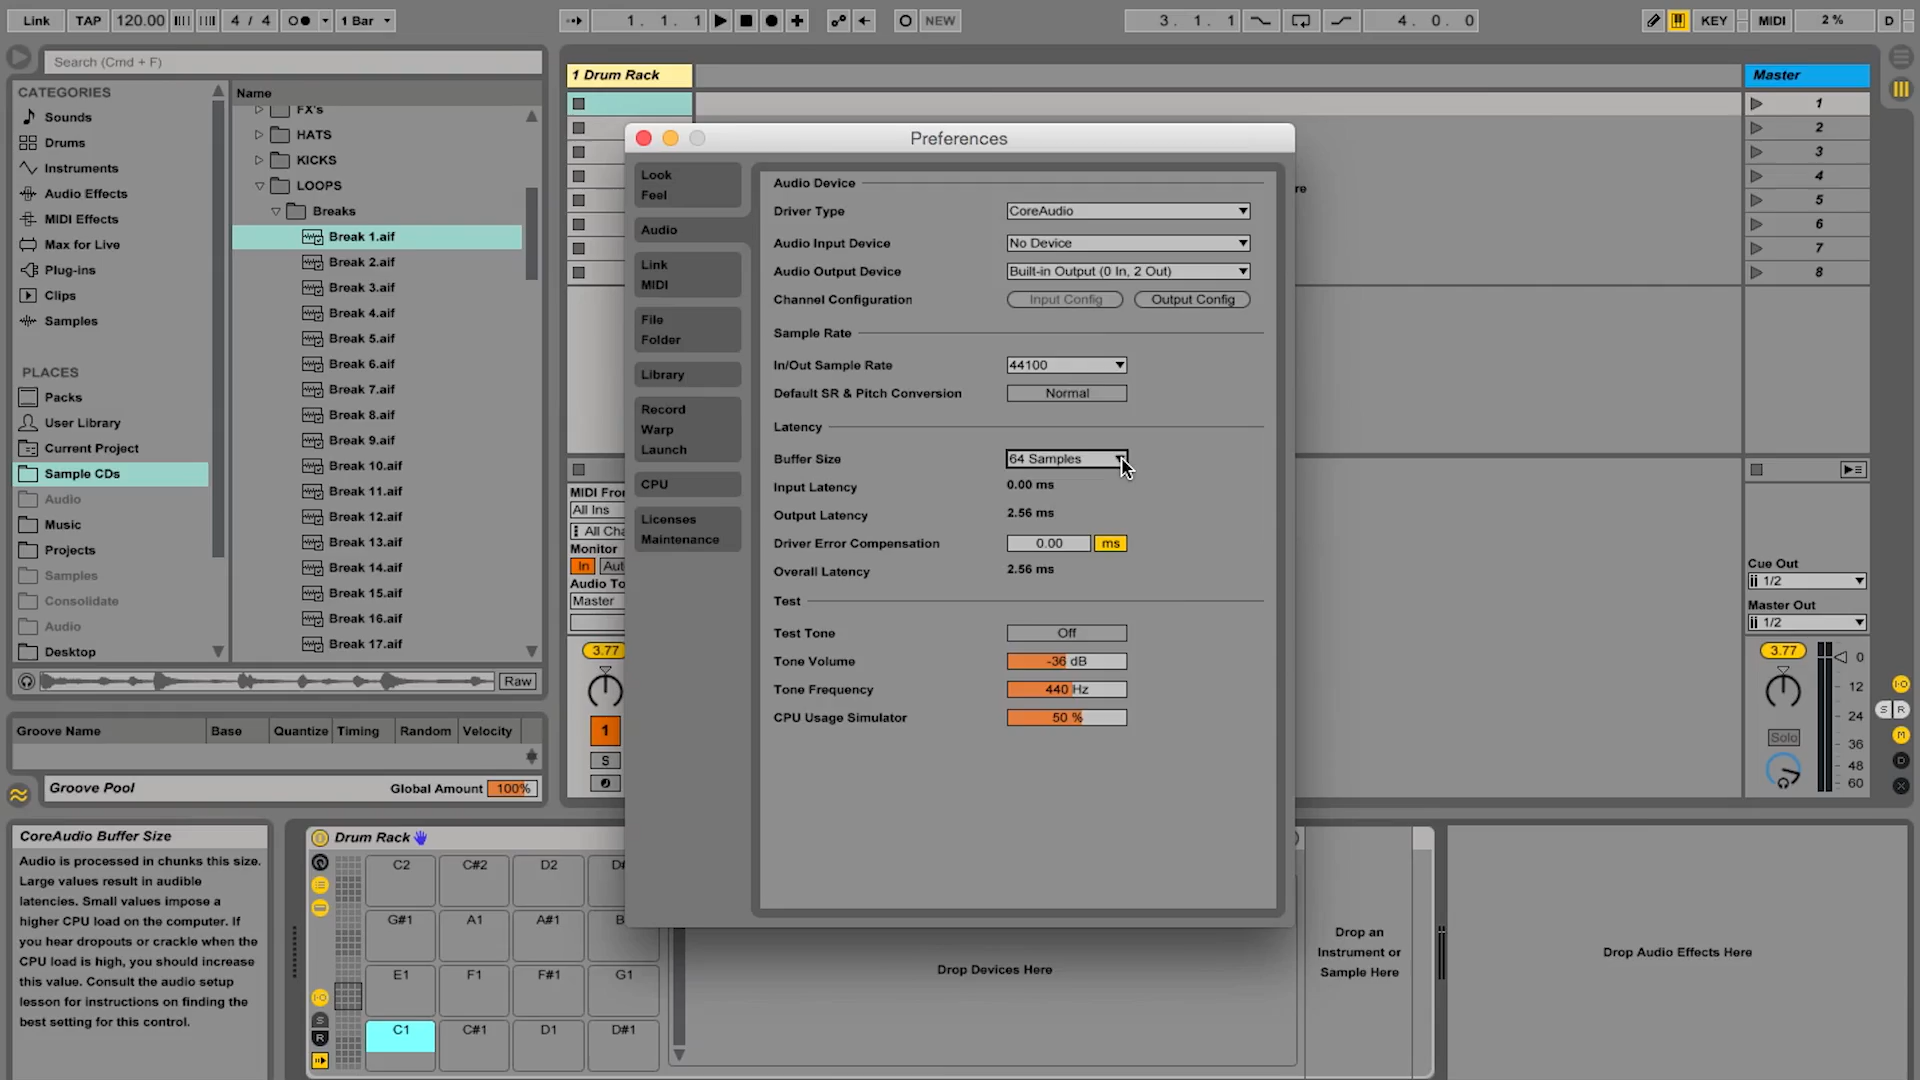 Link TAP 120.00 4 / 4 1 Bar 1. 1. 1 NEW 3. 1. 1 4. 0. 0 KEY MIDI 2 % D
Search (Cmd + F)
CATEGORIES
Sounds
Drums
Instruments
Audio Effects
MIDI Effects
Max for Live
Plug-ins
Clips
Samples
PLACES
Packs
User Library
Current Project
Sample CDs
Audio
Music
Projects
Samples
Consolidate
Audio
Desktop
Name
FX's
HATS
KICKS
LOOPS
Breaks
Break 1.aif
Break 2.aif
Break 3.aif
Break 4.aif
Break 5.aif
Break 6.aif
Break 7.aif
Break 8.aif
Break 9.aif
Break 10.aif
Break 11.aif
Break 12.aif
Break 13.aif
Break 14.aif
Break 15.aif
Break 16.aif
Break 17.aif
Raw
Groove Name Base Quantize Timing Random Velocity
Groove Pool Global Amount 100%
1 Drum Rack
MIDI Fro
All Ins
All Cha
Monitor
In Aut
Audio To
Master
3.77
1
S
Preferences
Look
Feel
Audio
Link
MIDI
File
Folder
Library
Record
Warp
Launch
CPU
Licenses
Maintenance
Audio Device
Driver Type CoreAudio
Audio Input Device No Device
Audio Output Device Built-in Output (0 In, 2 Out)
Channel Configuration Input Config Output Config
Sample Rate
In/Out Sample Rate 44100
Default SR & Pitch Conversion Normal
Latency
Buffer Size 64 Samples
Input Latency 0.00 ms
Output Latency 2.56 ms
Driver Error Compensation 0.00 ms
Overall Latency 2.56 ms
Test
Test Tone Off
Tone Volume -36 dB
Tone Frequency 440 Hz
CPU Usage Simulator 50 %
re
Master
1
2
3
4
5
6
7
8
Cue Out
1/2
Master Out
1/2
3.77
0
12
24
36
48
60
Solo
I·O
S R
M
D
X
CoreAudio Buffer Size
Audio is processed in chunks this size.
Large values result in audible
latencies. Small values impose a
higher CPU load on the computer. If
you hear dropouts or crackle when the
CPU load is high, you should increase
this value. Consult the audio setup
lesson for instructions on finding the
best setting for this control.
Drum Rack
C2 C#2 D2 D#
G#1 A1 A#1 B
E1 F1 F#1 G1
C1 C#1 D1 D#1
I·O
S
R
Drop Devices Here
Drop an
Instrument or
Sample Here
Drop Audio Effects Here